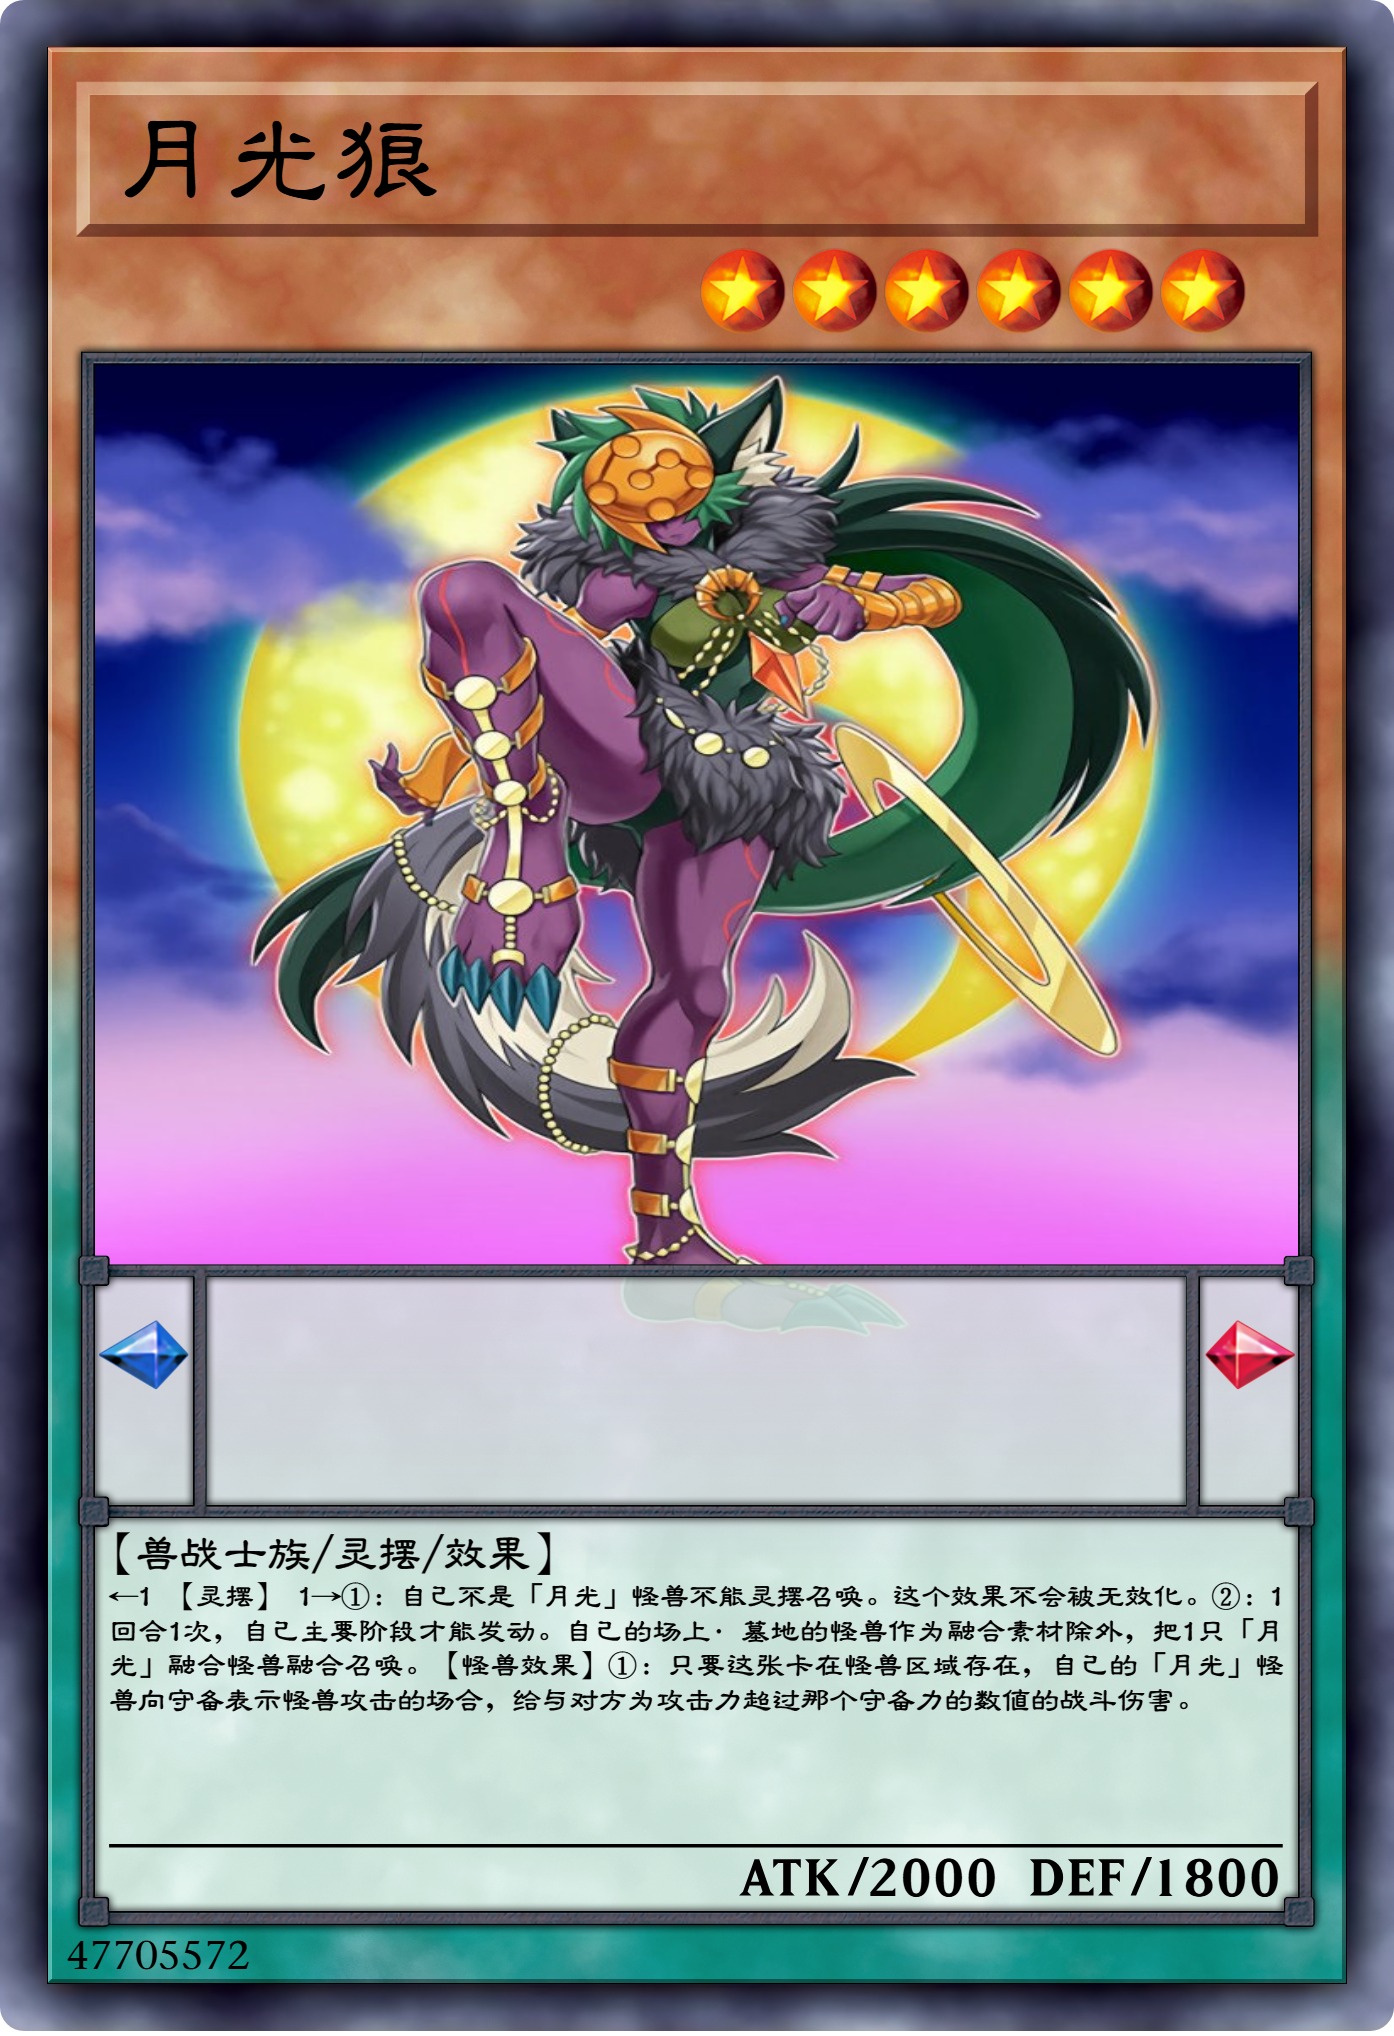 月光狼
【兽战士族/灵摆/效果】
←1 【灵摆】 1→①：自己不是「月光」怪兽不能灵摆召唤。这个效果不会被无效化。②：1
回合1次，自己主要阶段才能发动。自己的场上·墓地的怪兽作为融合素材除外，把1只「月
光」融合怪兽融合召唤。【怪兽效果】①：只要这张卡在怪兽区域存在，自己的「月光」怪
兽向守备表示怪兽攻击的场合，给与对方为攻击力超过那个守备力的数值的战斗伤害。
ATK/2000 DEF/1800
47705572